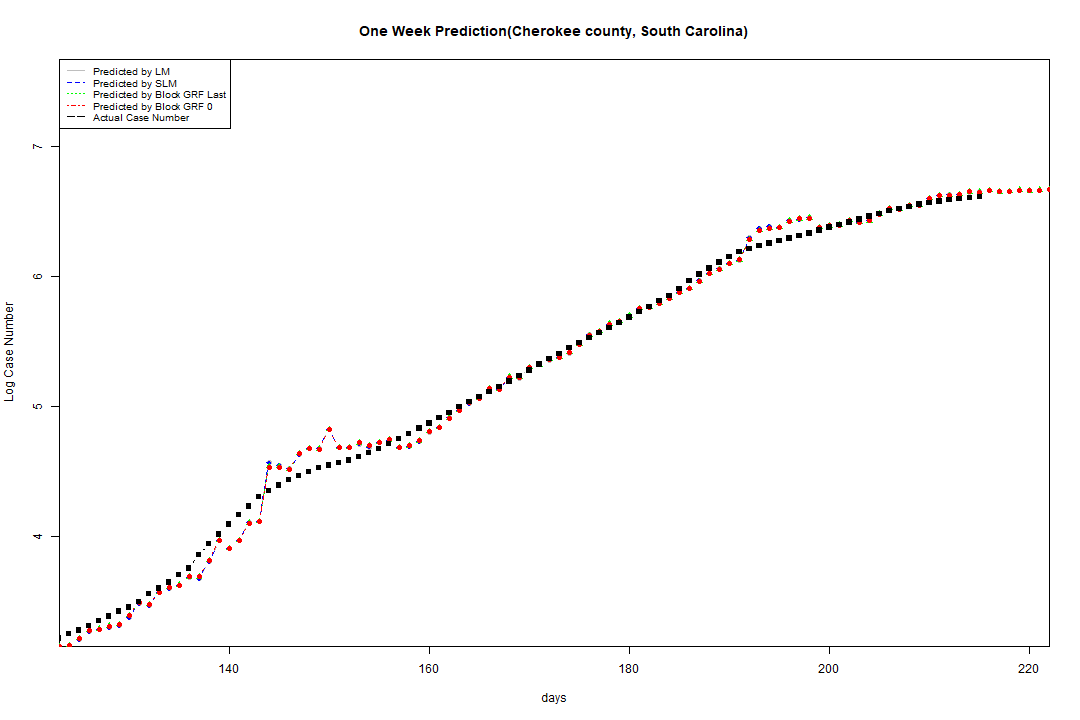 One Week Prediction(Cherokee county, South Carolina)
Predicted by LM
Predicted by SLM
Predicted by Block GRF Last
Predicted by Block GRF 0
Actual Case Number
7
6
5
4
Log Case Number
140 160 180 200 220
days